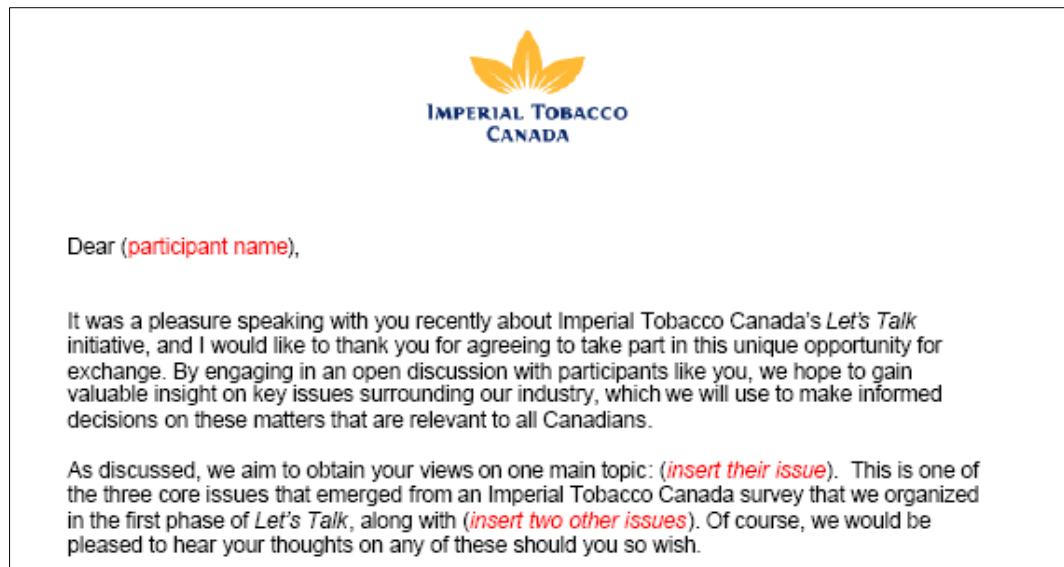 IMPERIAL TOBACCO
CANADA
Dear (participant name),
It was a pleasure speaking with you recently about Imperial Tobacco Canada's Let's Talk
initiative, and I would like to thank you for agreeing to take part in this unique opportunity for
exchange. By engaging in an open discussion with participants like you, we hope to gain
valuable insight on key issues surrounding our industry, which we will use to make informed
decisions on these matters that are relevant to all Canadians.
As discussed, we aim to obtain your views on one main topic: (insert their issue).  This is one of
the three core issues that emerged from an Imperial Tobacco Canada survey that we organized
in the first phase of Let's Talk, along with (insert two other issues). Of course, we would be
pleased to hear your thoughts on any of these should you so wish.